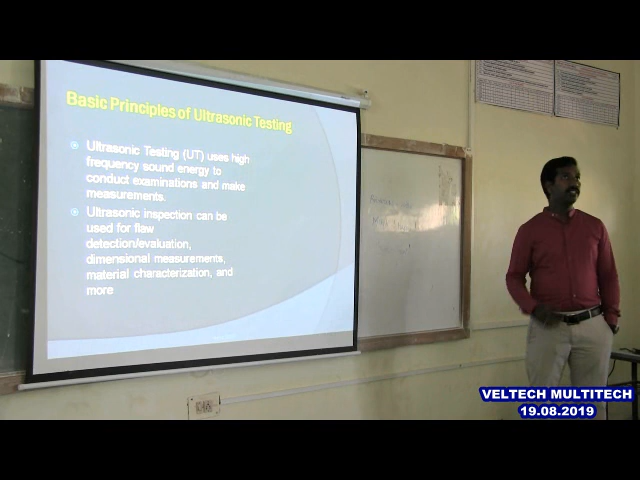 Basic Principles of Ultrasonic Testing
Ultrasonic Testing (UT) uses high
frequency sound energy to
conduct examinations and make
measurements.
Ultrasonic inspection can be
used for flaw
detection/evaluation,
dimensional measurements,
material characterization, and
more
VELTECH MULTITECH
19.08.2019